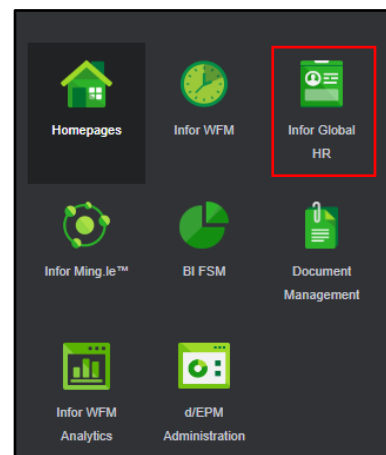 Homepages
Infor WFM
Infor Global
HR
Infor Ming.le™
BI FSM
Document
Management
Infor WFM
Analytics
d/EPM
Administration